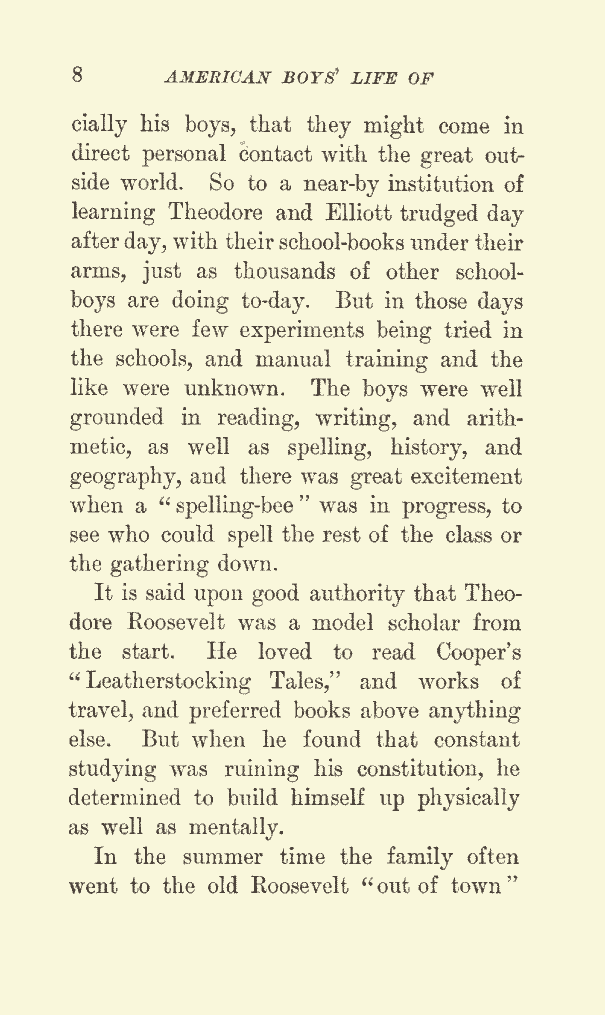 8 AMERICAN BOYS' LIFE OF
cially his boys, that they might come in
direct personal contact with the great out-
side world. So to a near-by institution of
learning Theodore and Elliott trudged day
after day, with their school-books under their
arms, just as thousands of other school-
boys are doing to-day. But in those days
there were few experiments being tried in
the schools, and manual training and the
like were unknown. The boys were well
grounded in reading, writing, and arith-
metic, as well as spelling, history, and
geography, and there was great excitement
when a “spelling-bee” was in progress, to
see who could spell the rest of the class or
the gathering down.
It is said upon good authority that Theo-
dore Roosevelt was a model scholar from
the start. He loved to read Cooper's
“Leatherstocking Tales,” and works of
travel, and preferred books above anything
else. But when he found that constant
studying was ruining his constitution, he
determined to build himself up physically
as well as mentally.
In the summer time the family often
went to the old Roosevelt “out of town”